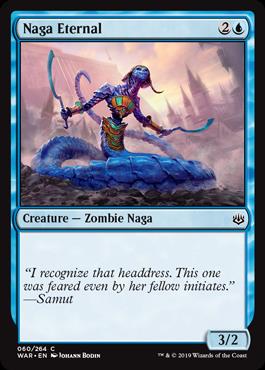 Naga Eternal 2
Creature — Zombie Naga
“I recognize that headdress. This one
was feared even by her fellow initiates.”
—Samut
3/2
060/264 C
WAR • EN Johann Bodin
™ & © 2019 Wizards of the Coast